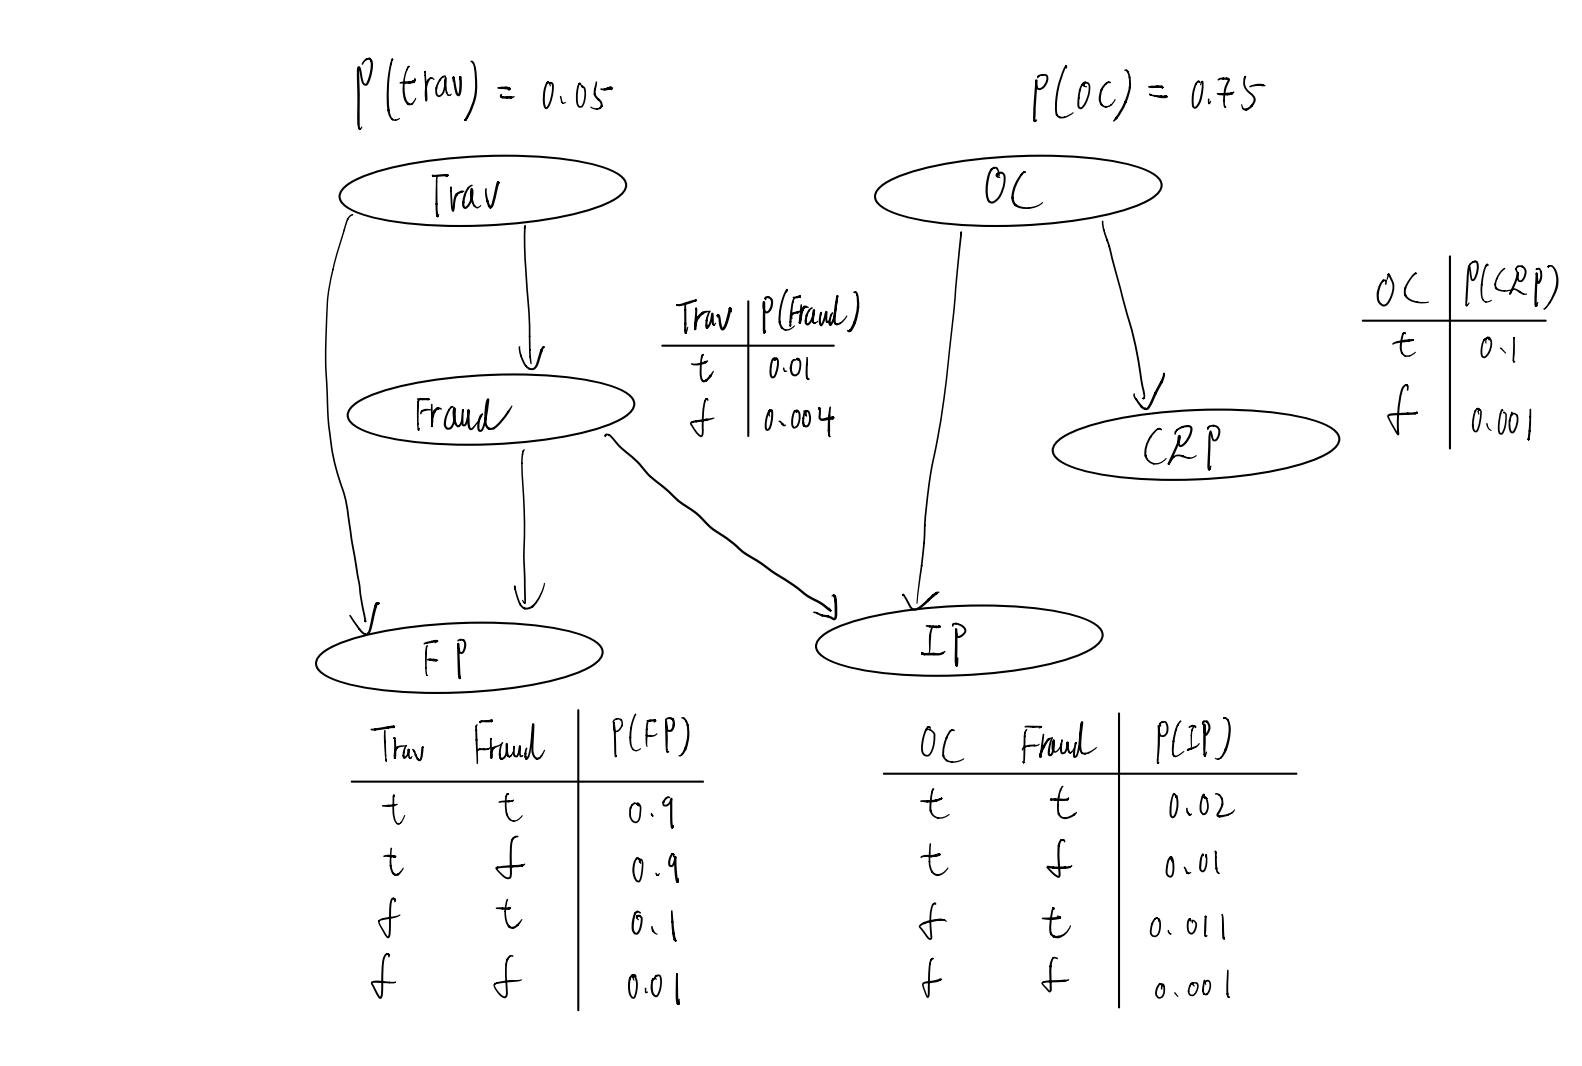 P(trav) = 0.05
P(OC) = 0.75
Trav
OC
OC P(CRP)
t 0.1
f 0.001
Trav P(Fraud)
t 0.01
f 0.004
Fraud
CRP
FP
IP
Trav Fraud P(FP)
t t 0.9
t f 0.9
f t 0.1
f f 0.01
OC Fraud P(IP)
t t 0.02
t f 0.01
f t 0.011
f f 0.001